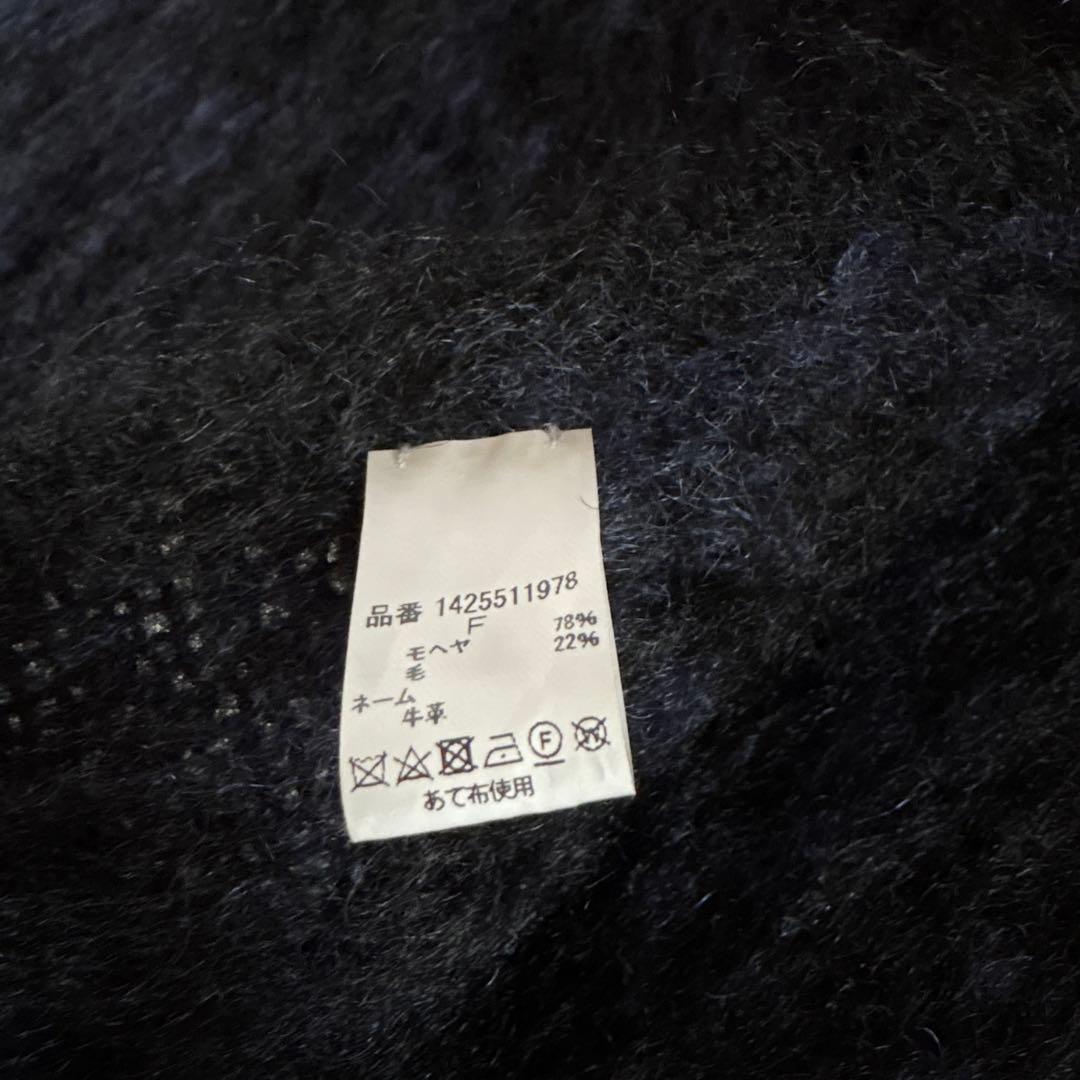 品番 1425511978
F
モヘヤ 78%
毛 22%
ネーム
牛革
F W
あて布使用